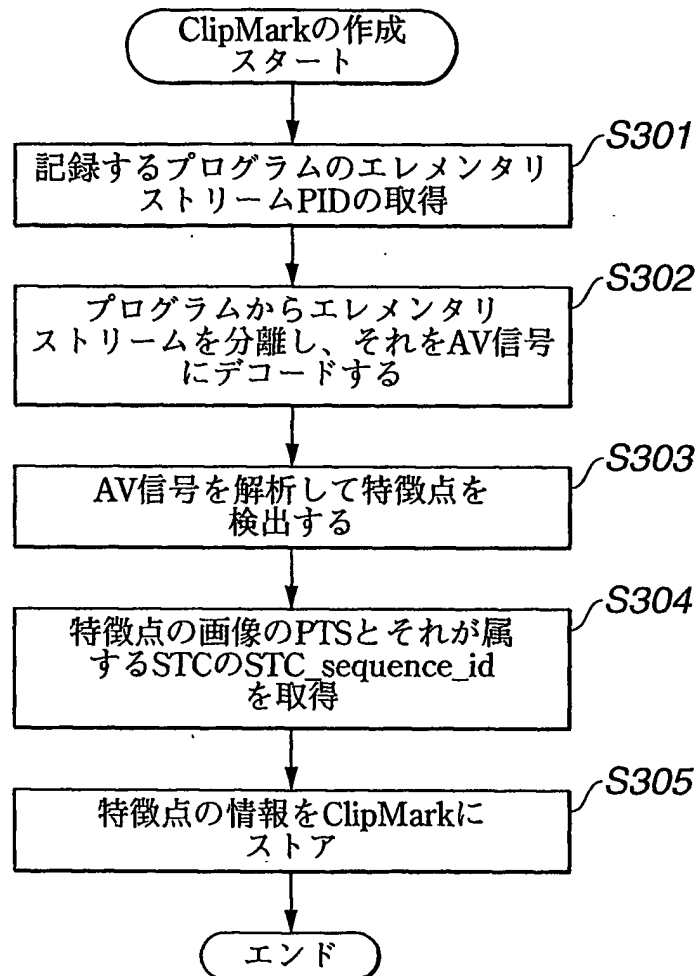 ClipMarkの作成
スタート
S301
記録するプログラムのエレメンタリ
ストリームPIDの取得
S302
プログラムからエレメンタリ
ストリームを分離し、それをAV信号
にデコードする
S303
AV信号を解析して特徴点を
検出する
S304
特徴点の画像のPTSとそれが属
するSTCのSTC_sequence_id
を取得
S305
特徴点の情報をClipMarkに
ストア
エンド